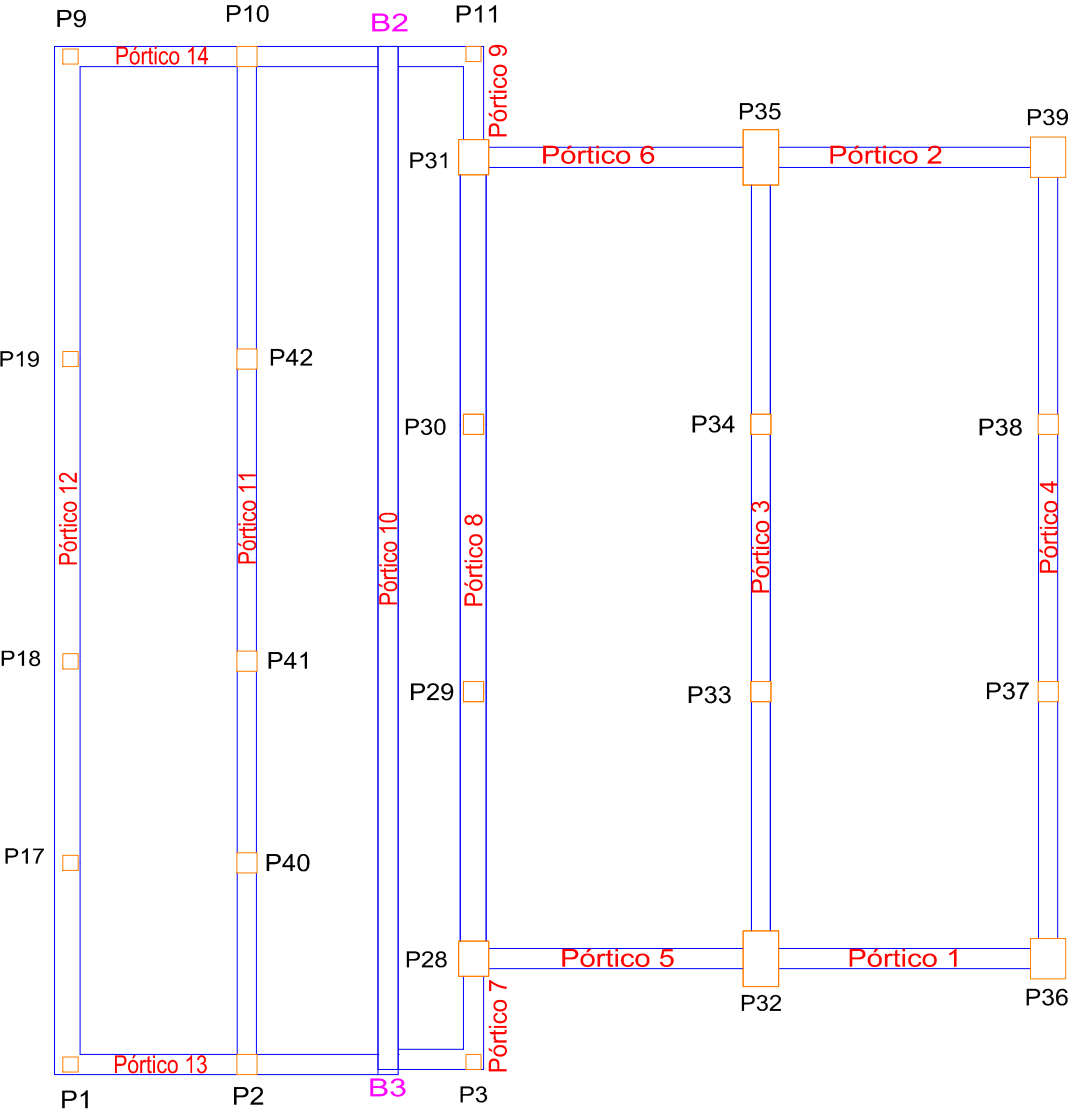 P9
P10
B2
P11
Pórtico 14
Pórtico 9
P35
P39
P31
Pórtico 6
Pórtico 2
P19
P42
P30
P34
P38
Pórtico 12
Pórtico 11
Pórtico 10
Pórtico 8
Pórtico 3
Pórtico 4
P18
P41
P29
P33
P37
P17
P40
P28
Pórtico 5
Pórtico 1
P32
P36
Pórtico 7
Pórtico 13
P1
P2
B3
P3